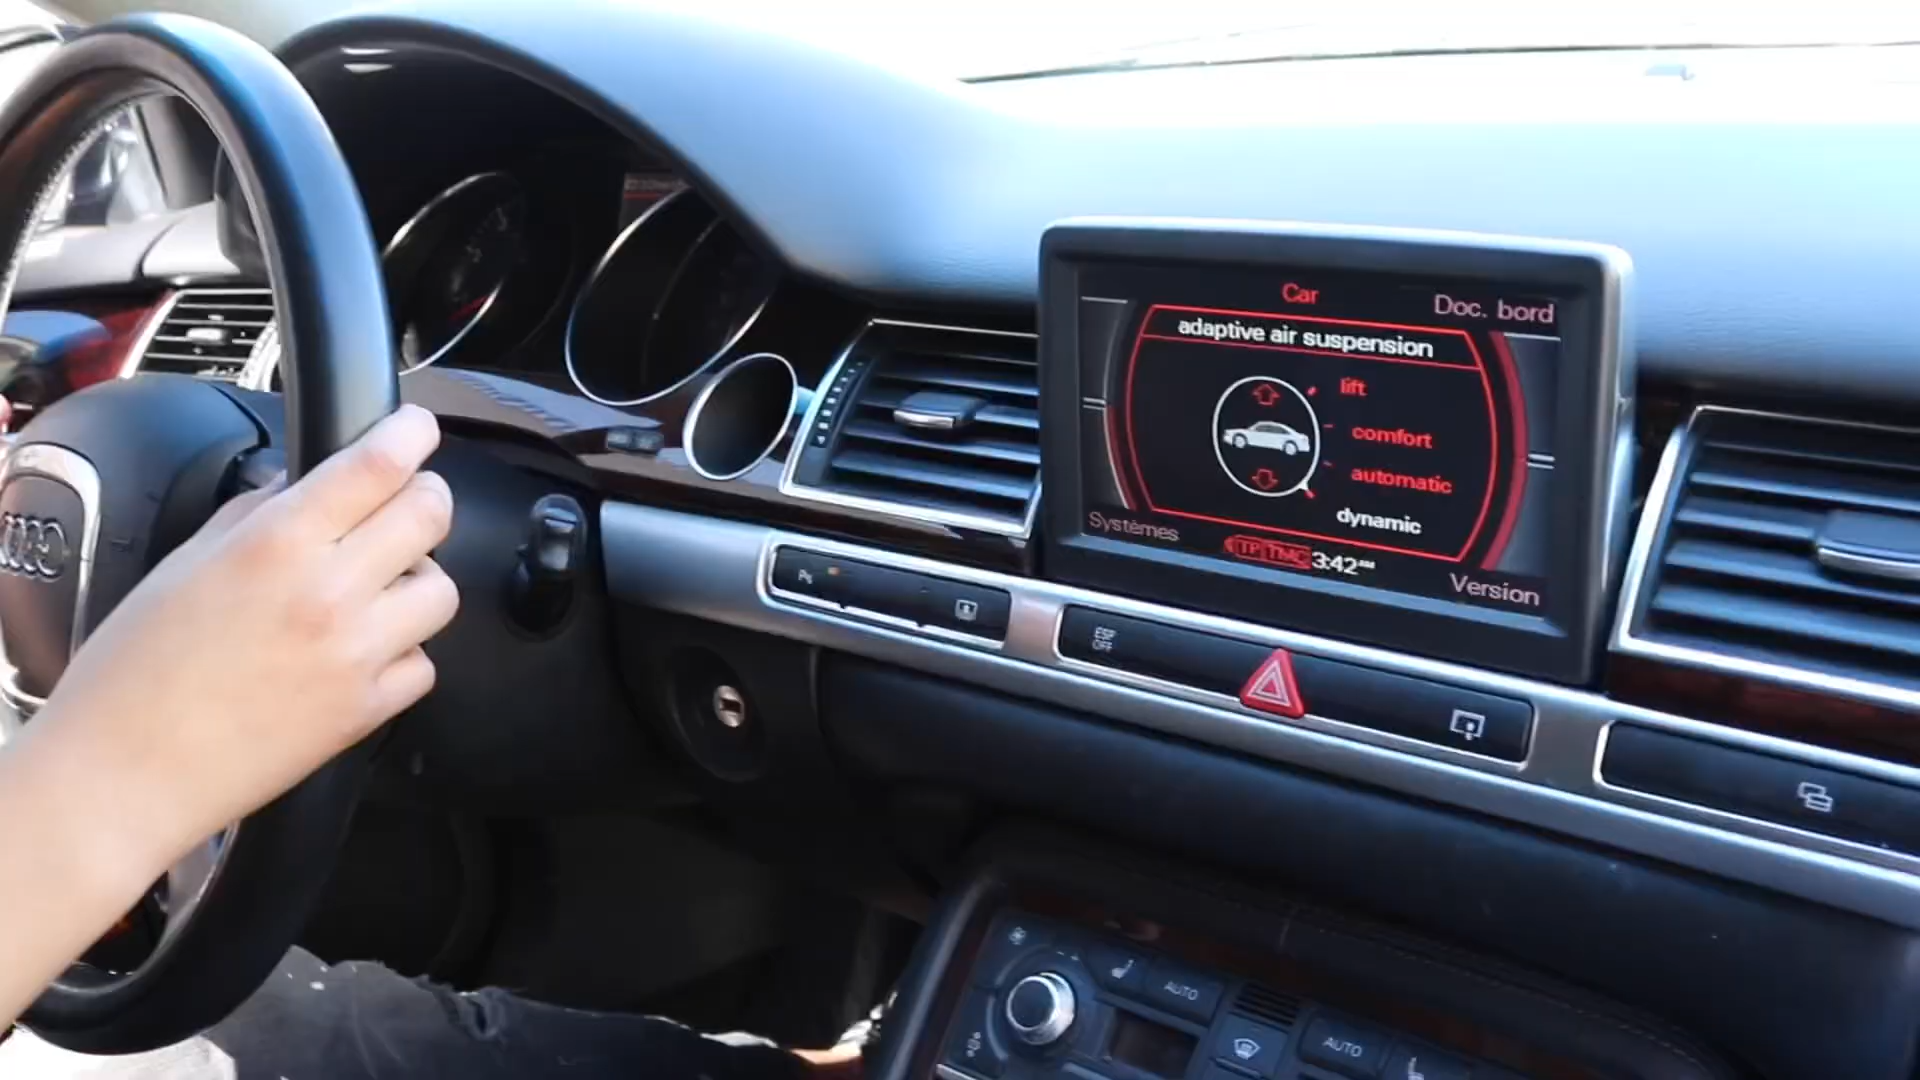 Car
Doc. bord
adaptive air suspension
lift
comfort
automatic
dynamic
Systèmes
TP TMC 3:42 AM
Version
ESP
OFF
AUTO
AUTO